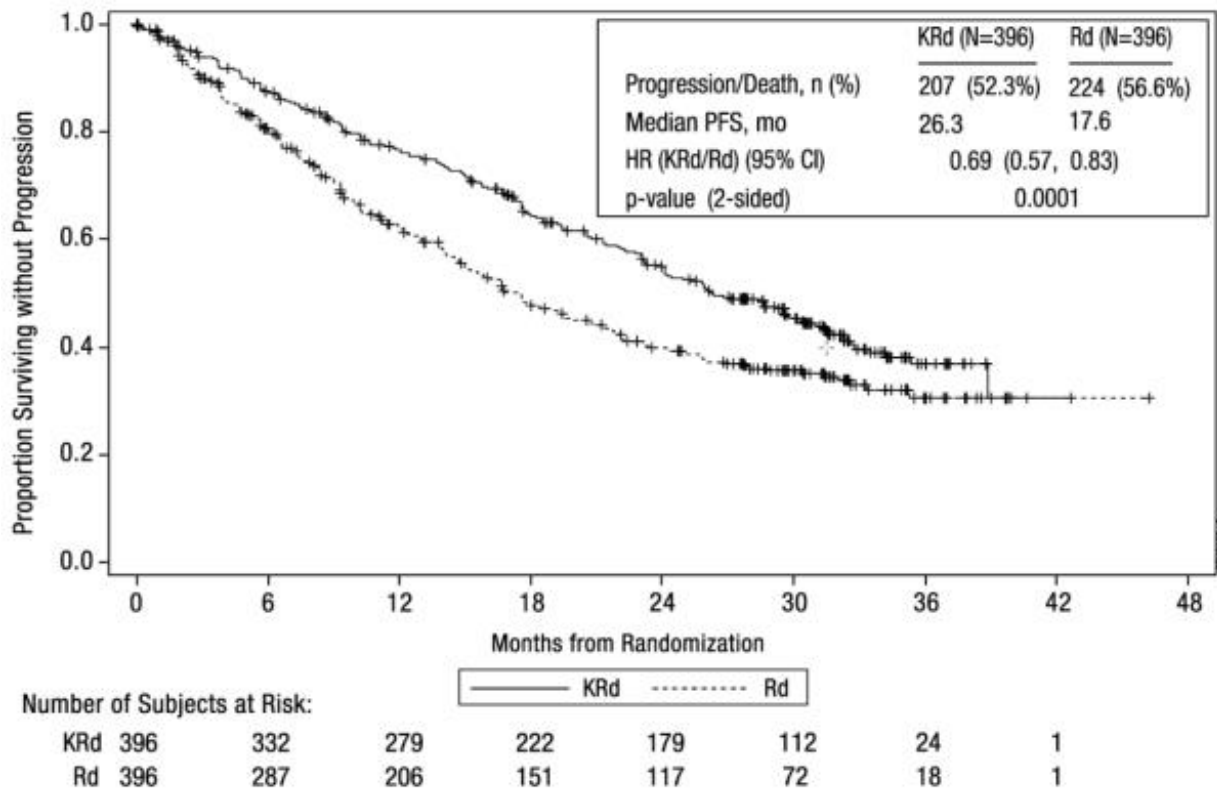 KRd (N=396) Rd (N=396)
Progression/Death, n (%) 207 (52.3%) 224 (56.6%)
Median PFS, mo 26.3 17.6
HR (KRd/Rd) (95% CI) 0.69 (0.57, 0.83)
p-value (2-sided) 0.0001
Proportion Surviving without Progression
1.0
0.8
0.6
0.4
0.2
0.0
0 6 12 18 24 30 36 42 48
Months from Randomization
KRd Rd
Number of Subjects at Risk:
KRd 396 332 279 222 179 112 24 1
Rd 396 287 206 151 117 72 18 1